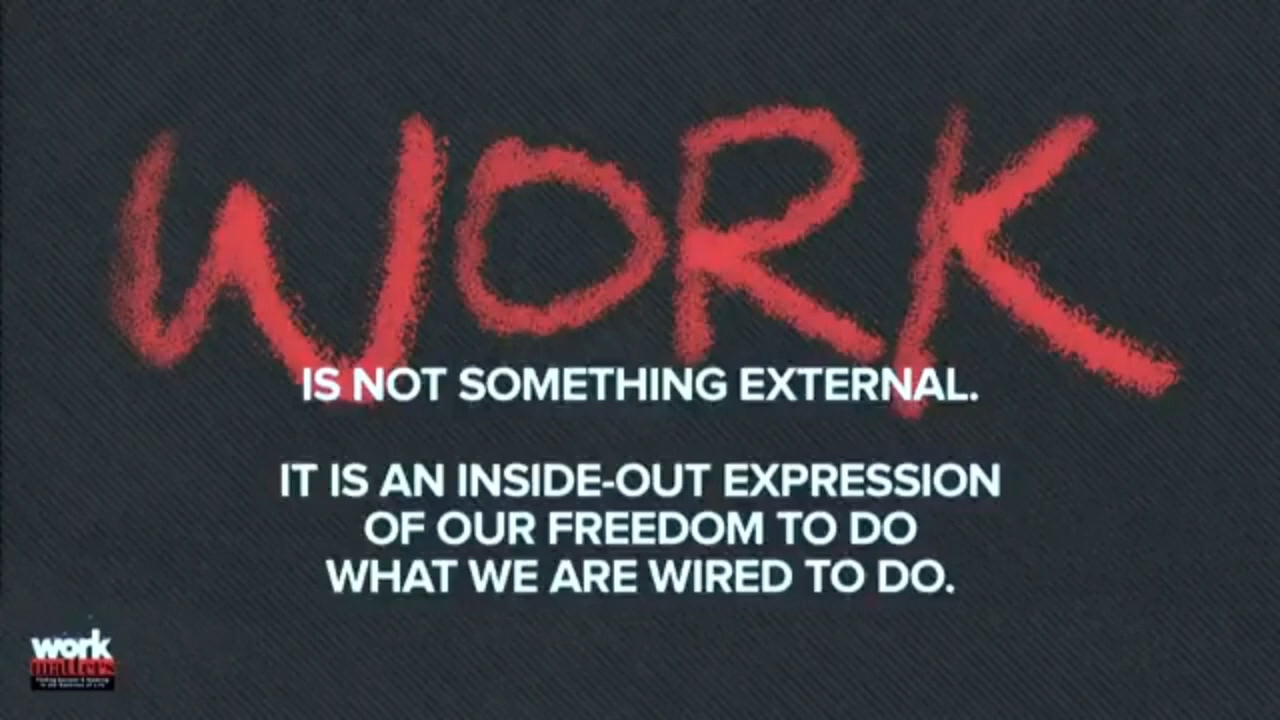 WORK
IS NOT SOMETHING EXTERNAL.
IT IS AN INSIDE-OUT EXPRESSION
OF OUR FREEDOM TO DO
WHAT WE ARE WIRED TO DO.
work
matters